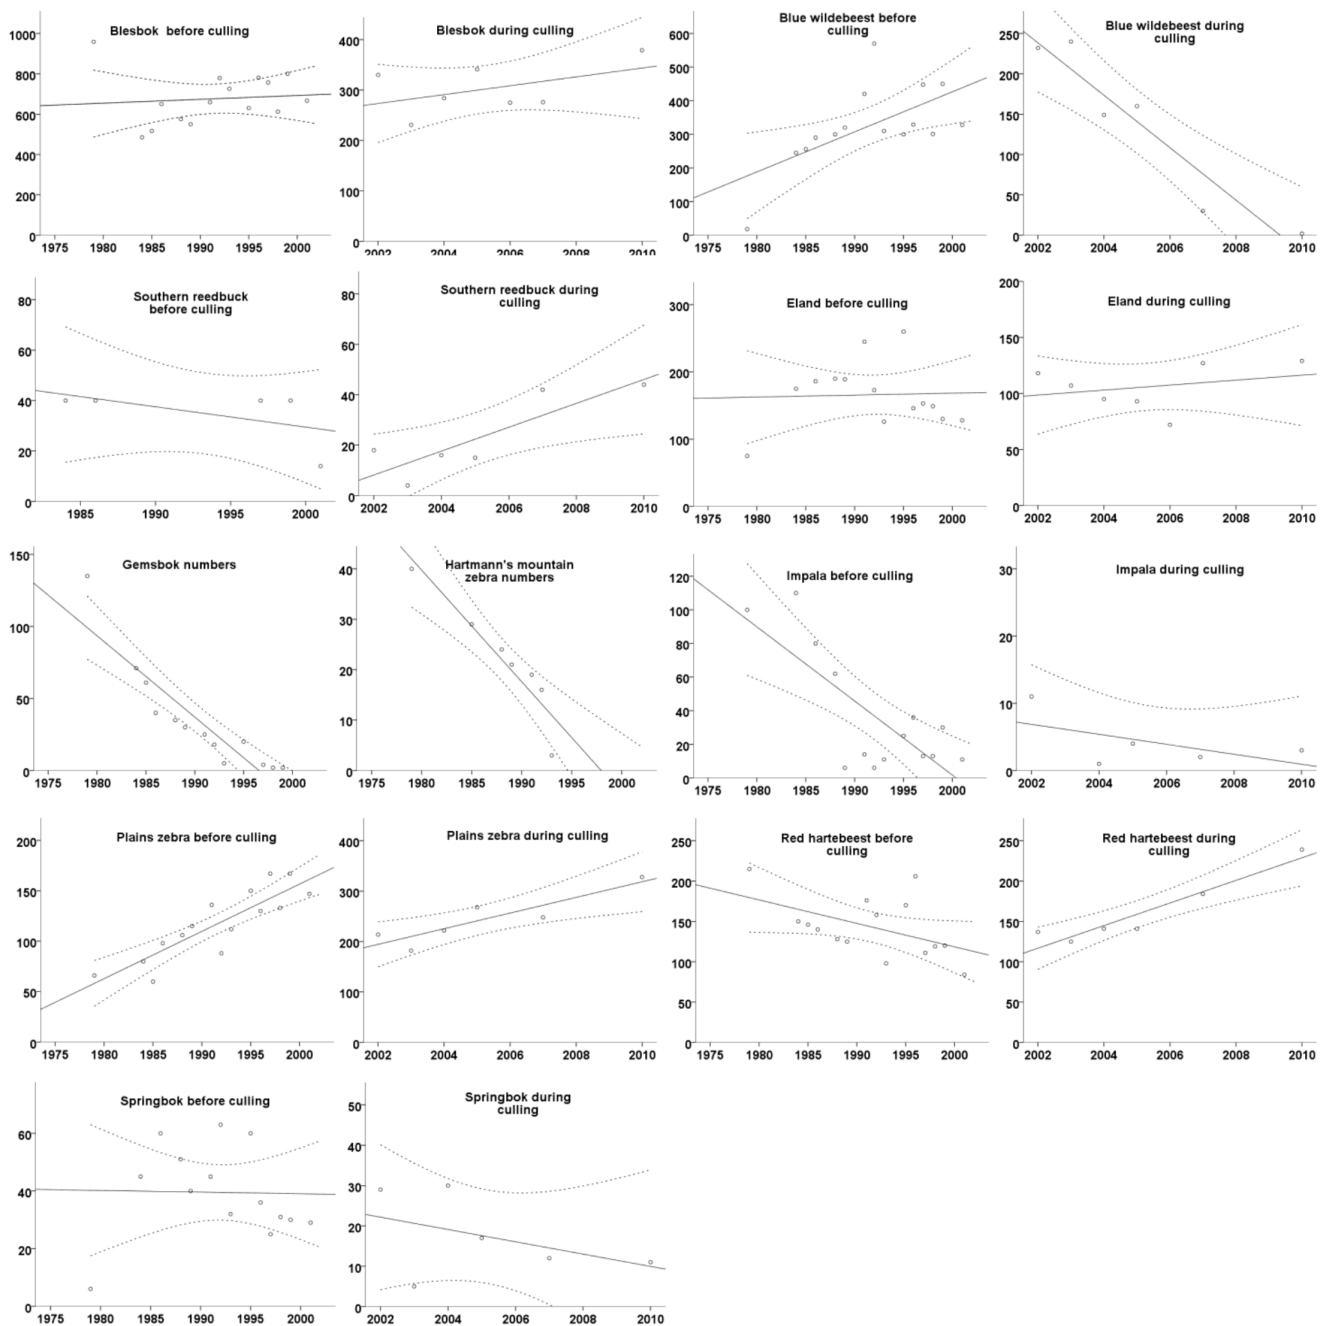 Blesbok before culling
1000
800
600
400
200
0
1975 1980 1985 1990 1995 2000
Blesbok during culling
400
300
200
100
0
2002 2004 2006 2008 2010
Blue wildebeest before
culling
600
500
400
300
200
100
0
1975 1980 1985 1990 1995 2000
Blue wildebeest during
culling
250
200
150
100
50
0
2002 2004 2006 2008 2010
Southern reedbuck
before culling
80
60
40
20
0
1985 1990 1995 2000
Southern reedbuck during
culling
80
60
40
20
0
2002 2004 2006 2008 2010
Eland before culling
300
200
100
0
1975 1980 1985 1990 1995 2000
Eland during culling
200
150
100
50
0
2002 2004 2006 2008 2010
Gemsbok numbers
150
100
50
0
1975 1980 1985 1990 1995 2000
Hartmann's mountain
zebra numbers
40
30
20
10
0
1975 1980 1985 1990 1995 2000
Impala before culling
120
100
80
60
40
20
0
1975 1980 1985 1990 1995 2000
Impala during culling
30
20
10
0
2002 2004 2006 2008 2010
Plains zebra before culling
200
150
100
50
0
1975 1980 1985 1990 1995 2000
Plains zebra during culling
400
300
200
100
0
2002 2004 2006 2008 2010
Red hartebeest before
culling
250
200
150
100
50
0
1975 1980 1985 1990 1995 2000
Red hartebeest during
culling
250
200
150
100
50
0
2002 2004 2006 2008 2010
Springbok before culling
60
40
20
0
1975 1980 1985 1990 1995 2000
Springbok during
culling
50
40
30
20
10
0
2002 2004 2006 2008 2010